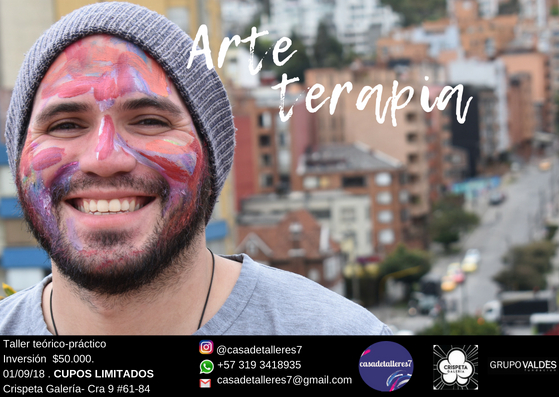 Arte
terapia
Taller teórico-práctico
Inversión $50.000.
01/09/18 . CUPOS LIMITADOS
Crispeta Galería- Cra 9 #61-84
@casadetalleres7
+57 319 3418935
casadetalleres7@gmail.com
casadetalleres7
CRISPETA
GALERÍA
GRUPO VALDÉS